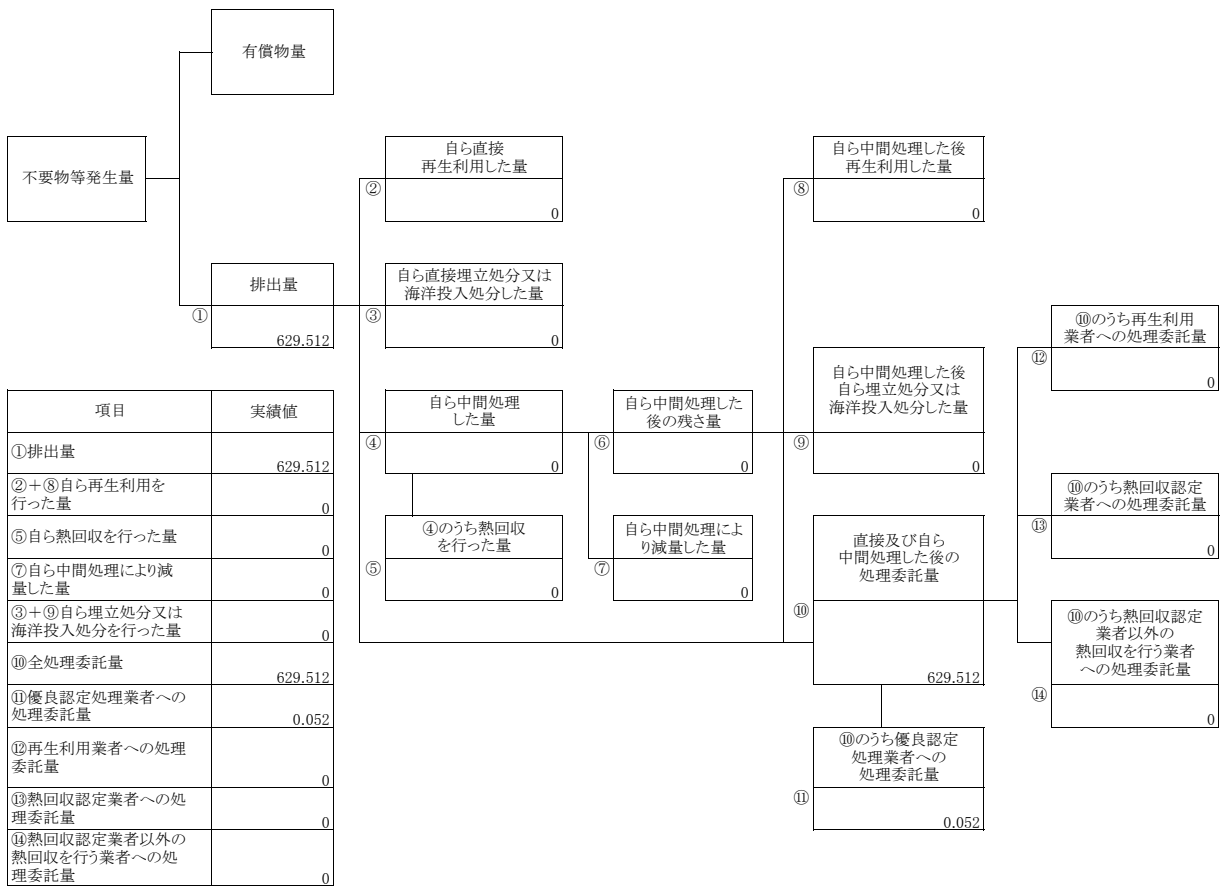 有償物量
不要物等発生量
自ら直接
再生利用した量
②
0
自ら中間処理した後
再生利用した量
⑧
0
排出量
①
629.512
自ら直接埋立処分又は
海洋投入処分した量
③
0
⑩のうち再生利用
業者への処理委託量
⑫
0
自ら中間処理
した量
④
0
自ら中間処理した
後の残さ量
⑥
0
自ら中間処理した後
自ら埋立処分又は
海洋投入処分した量
⑨
0
⑩のうち熱回収認定
業者への処理委託量
⑬
0
④のうち熱回収
を行った量
⑤
0
自ら中間処理によ
り減量した量
⑦
0
直接及び自ら
中間処理した後の
処理委託量
⑩
629.512
⑩のうち熱回収認定
業者以外の
熱回収を行う業者
への処理委託量
⑭
0
⑩のうち優良認定
処理業者への
処理委託量
⑪
0.052
項目
実績値
①排出量
629.512
②+⑧自ら再生利用を
行った量
0
⑤自ら熱回収を行った量
0
⑦自ら中間処理により減
量した量
0
③+⑨自ら埋立処分又は
海洋投入処分を行った量
0
⑩全処理委託量
629.512
⑪優良認定処理業者への
処理委託量
0.052
⑫再生利用業者への処理
委託量
0
⑬熱回収認定業者への処
理委託量
0
⑭熱回収認定業者以外の
熱回収を行う業者への処
理委託量
0